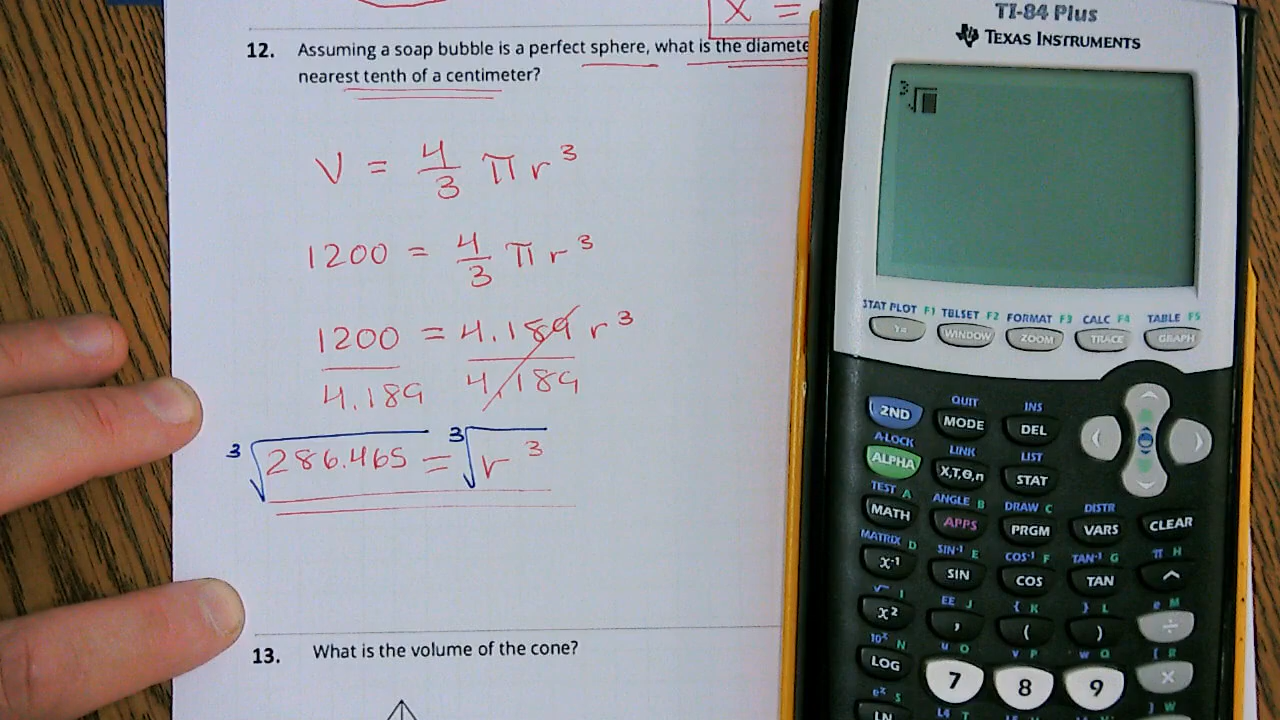 X =
12. Assuming a soap bubble is a perfect sphere, what is the diamete
nearest tenth of a centimeter?
V = 4/3 π r³
1200 = 4/3 π r³
1200 = 4.189 r³
4.189 4.189
³√286.465 = ³√r³
13. What is the volume of the cone?
TI-84 Plus
TEXAS INSTRUMENTS
³√
STAT PLOT F1 TBLSET F2 FORMAT F3 CALC F4 TABLE F5
Y= WINDOW ZOOM TRACE GRAPH
QUIT INS
2ND MODE DEL
A-LOCK LINK LIST
ALPHA X,T,θ,n STAT
TEST A ANGLE B DRAW C DISTR
MATH APPS PRGM VARS CLEAR
MATRIX D SIN⁻¹ E COS⁻¹ F TAN⁻¹ G π H
X⁻¹ SIN COS TAN ^
√ I EE J { K } L e M
X² , ( ) ÷
10ˣ N u O v P w Q [ R
LOG 7 8 9 ×
eˣ S L4 T ] W
LN